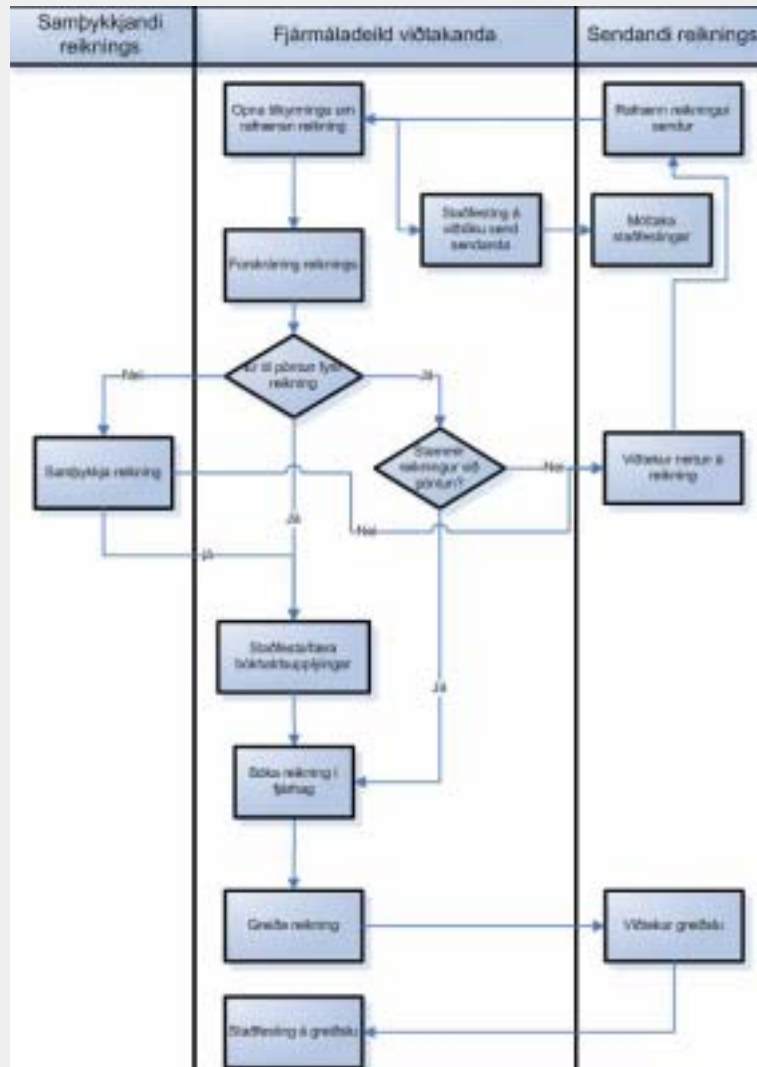 Samþykkjandi
reiknings
Fjármáladeild viðtakanda
Sendandi reiknings
Opna tilkynningu um
rafrænan reikning
Rafrænn reikningur
sendur
Staðfesting á
viðtöku send
sendanda
Móttaka
staðfestingar
Forskráning reiknings
Er til pöntun fyrir
reikning
Nei
Já
Samþykkja reikning
Stemmir
reikningur við
pöntun?
Nei
Viðtekur neitun á
reikning
Já
Nei
já
Staðfesta/færa
bókhaldsupplýsingar
Já
Bóka reikning í
fjárhag
Greiða reikning
Viðtekur greiðslu
Staðfesting á greiðslu